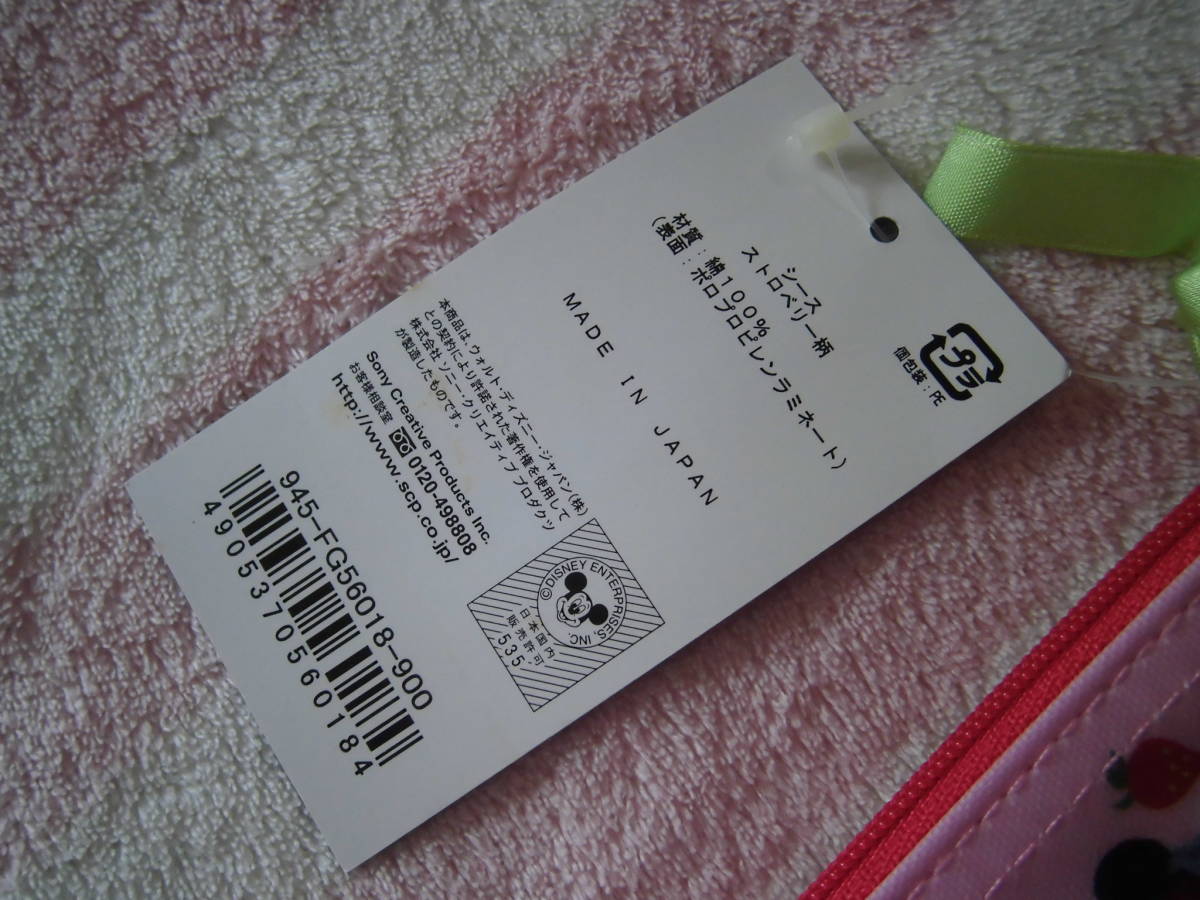 プラ
個包装：PE
シース
ストロベリー柄
材質：綿１００％
（表面：ポロプロピレンラミネート）
MADE IN JAPAN
本商品は、ウォルト・ディズニー・ジャパン(株)
との契約により許諾された著作権を使用して
株式会社 ソニー・クリエイティブプロダクツ
が製造したものです。
Sony Creative Products Inc.
お客様相談室 0120-498808
http://www.scp.co.jp/
©DISNEY ENTERPRISES, INC.
日本国内
販売許可
'535'
945-FG56018-900
4905370560184